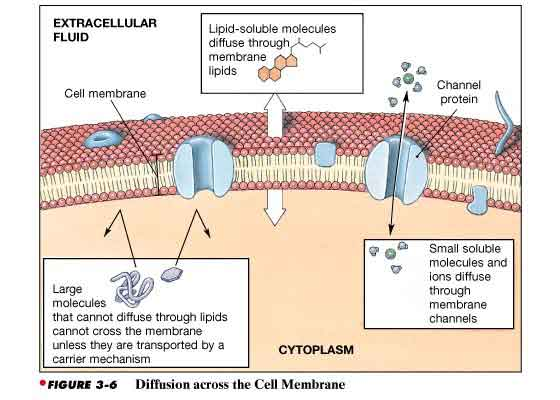 EXTRACELLULAR
FLUID
Lipid-soluble molecules
diffuse through
membrane
lipids
Cell membrane
Channel
protein
Large
molecules
that cannot diffuse through lipids
cannot cross the membrane
unless they are transported by a
carrier mechanism
Small soluble
molecules and
ions diffuse
through
membrane
channels
CYTOPLASM
•FIGURE 3-6 Diffusion across the Cell Membrane